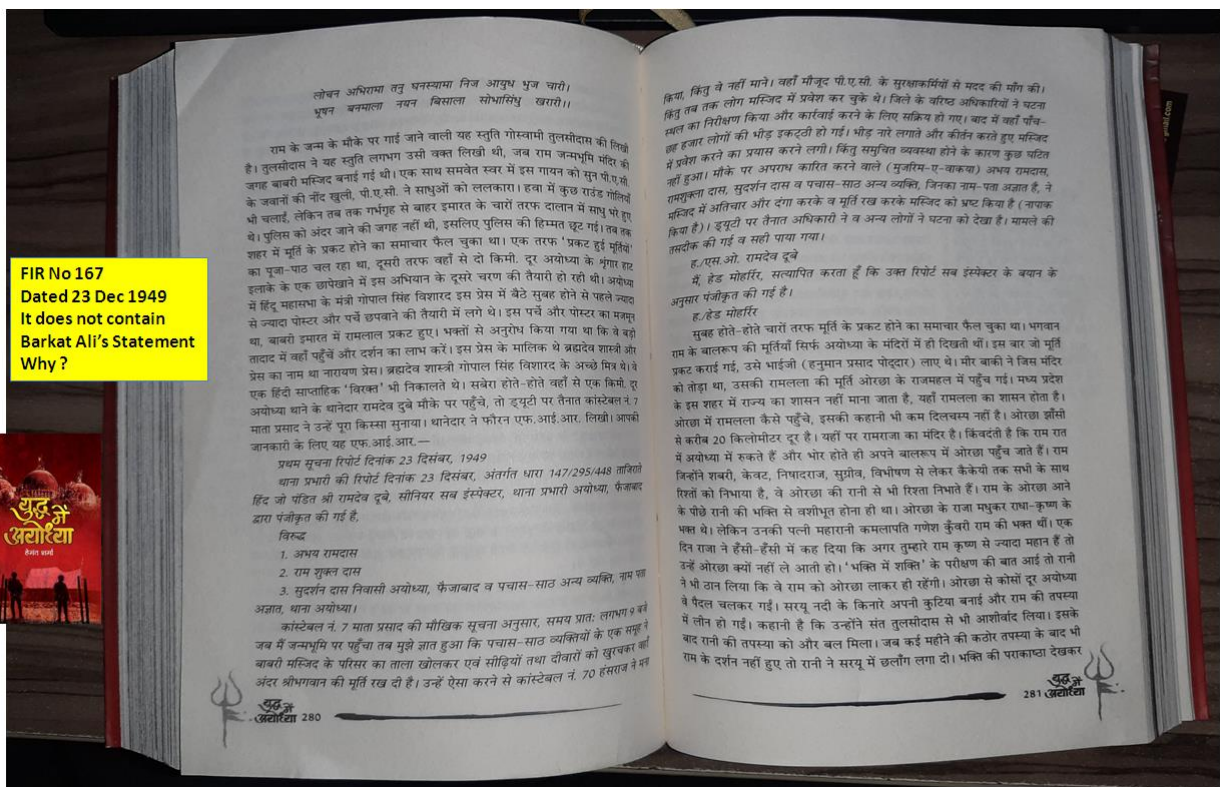 लोचन अभिरामा तनु घनस्यामा निज आयुध भुज चारी।
भूषन बनमाला नयन बिसाला सोभासिंधु खरारी।।
राम के जन्म के मौके पर गाई जाने वाली यह स्तुति गोस्वामी तुलसीदास की लिखी
है। तुलसीदास ने यह स्तुति लगभग उसी वक्त लिखी थी, जब राम जन्मभूमि मंदिर की
जगह बाबरी मस्जिद बनाई गई थी। एक साथ समवेत स्वर में इस गायन को सुन पी.ए.सी.
के जवानों की नींद खुली, पी.ए.सी. ने साधुओं को ललकारा। हवा में कुछ राउंड गोलियाँ
भी चलाईं, लेकिन तब तक गर्भगृह से बाहर इमारत के चारों तरफ दालान में साधु भरे हुए
थे। पुलिस को अंदर जाने की जगह नहीं थी, इसलिए पुलिस की हिम्मत छूट गई। तब तक
शहर में मूर्ति के प्रकट होने का समाचार फैल चुका था। एक तरफ 'प्रकट हुई मूर्तियों'
का पूजा-पाठ चल रहा था, दूसरी तरफ वहाँ से दो किमी. दूर अयोध्या के शृंगार हाट
इलाके के एक छापेखाने में इस अभियान के दूसरे चरण की तैयारी हो रही थी। अयोध्या
में हिंदू महासभा के मंत्री गोपाल सिंह विशारद इस प्रेस में बैठे सुबह होने से पहले ज्यादा
से ज्यादा पोस्टर और पर्चे छपवाने की तैयारी में लगे थे। इस पर्चे और पोस्टर का मजमून
था, बाबरी इमारत में रामलाल प्रकट हुए। भक्तों से अनुरोध किया गया था कि वे बड़ी
तादाद में वहाँ पहुँचें और दर्शन का लाभ करें। इस प्रेस के मालिक थे ब्रह्मदेव शास्त्री और
प्रेस का नाम था नारायण प्रेस। ब्रह्मदेव शास्त्री गोपाल सिंह विशारद के अच्छे मित्र थे। वे
एक हिंदी साप्ताहिक 'विरक्त' भी निकालते थे। सबेरा होते-होते वहाँ से एक किमी. दूर
अयोध्या थाने के थानेदार रामदेव दुबे मौके पर पहुँचे, तो ड्यूटी पर तैनात कांस्टेबल नं. 7
माता प्रसाद ने उन्हें पूरा किस्सा सुनाया। थानेदार ने फौरन एफ.आई.आर. लिखी। आपकी
जानकारी के लिए यह एफ.आई.आर.—
प्रथम सूचना रिपोर्ट दिनांक 23 दिसंबर, 1949
थाना प्रभारी की रिपोर्ट दिनांक 23 दिसंबर, अंतर्गत धारा 147/295/448 ताजिराते
हिंद जो पंडित श्री रामदेव दूबे, सीनियर सब इंस्पेक्टर, थाना प्रभारी अयोध्या, फैजाबाद
द्वारा पंजीकृत की गई है,
विरुद्ध
1. अभय रामदास
2. राम शुक्ल दास
3. सुदर्शन दास निवासी अयोध्या, फैजाबाद व पचास-साठ अन्य व्यक्ति, नाम पता
अज्ञात, थाना अयोध्या।
कांस्टेबल नं. 7 माता प्रसाद की मौखिक सूचना अनुसार, समय प्रातः लगभग 9 बजे
जब मैं जन्मभूमि पर पहुँचा तब मुझे ज्ञात हुआ कि पचास-साठ व्यक्तियों के एक समूह ने
बाबरी मस्जिद के परिसर का ताला खोलकर एवं सीढ़ियों तथा दीवारों को खुरचकर वहाँ
अंदर श्रीभगवान की मूर्ति रख दी है। उन्हें ऐसा करने से कांस्टेबल नं. 70 हंसराज ने मना
युद्ध में अयोध्या 280
किया, किंतु वे नहीं माने। वहाँ मौजूद पी.ए.सी. के सुरक्षाकर्मियों से मदद की माँग की।
किंतु तब तक लोग मस्जिद में प्रवेश कर चुके थे। जिले के वरिष्ठ अधिकारियों ने घटना
स्थल का निरीक्षण किया और कार्रवाई करने के लिए सक्रिय हो गए। बाद में वहाँ पाँच-
छह हजार लोगों की भीड़ इकट्ठी हो गई। भीड़ नारे लगाते और कीर्तन करते हुए मस्जिद
में प्रवेश करने का प्रयास करने लगी। किंतु समुचित व्यवस्था होने के कारण कुछ घटित
नहीं हुआ। मौके पर अपराध कारित करने वाले (मुजरिम-ए-वाकया) अभय रामदास,
रामशुक्ला दास, सुदर्शन दास व पचास-साठ अन्य व्यक्ति, जिनका नाम-पता अज्ञात है, ने
मस्जिद में अतिचार और दंगा करके व मूर्ति रख करके मस्जिद को भ्रष्ट किया है (नापाक
किया है)। ड्यूटी पर तैनात अधिकारी ने व अन्य लोगों ने घटना को देखा है। मामले की
तसदीक की गई व सही पाया गया।
ह./एस.ओ. रामदेव दूबे
मैं, हेड मोहर्रिर, सत्यापित करता हूँ कि उक्त रिपोर्ट सब इंस्पेक्टर के बयान के
अनुसार पंजीकृत की गई है।
ह./हेड मोहर्रिर
सुबह होते-होते चारों तरफ मूर्ति के प्रकट होने का समाचार फैल चुका था। भगवान
राम के बालरूप की मूर्तियाँ सिर्फ अयोध्या के मंदिरों में ही दिखती थीं। इस बार जो मूर्ति
प्रकट कराई गई, उसे भाईजी (हनुमान प्रसाद पोद्दार) लाए थे। मीर बाकी ने जिस मंदिर
को तोड़ा था, उसकी रामलला की मूर्ति ओरछा के राजमहल में पहुँच गई। मध्य प्रदेश
के इस शहर में राज्य का शासन नहीं माना जाता है, यहाँ रामलला का शासन होता है।
ओरछा में रामलला कैसे पहुँचे, इसकी कहानी भी कम दिलचस्प नहीं है। ओरछा झाँसी
से करीब 20 किलोमीटर दूर है। यहाँ पर रामराजा का मंदिर है। किंवदंती है कि राम रात
में अयोध्या में रुकते हैं और भोर होते ही अपने बालरूप में ओरछा पहुँच जाते हैं। राम
जिन्होंने शबरी, केवट, निषादराज, सुग्रीव, विभीषण से लेकर कैकेयी तक सभी के साथ
रिश्तों को निभाया है, वे ओरछा की रानी से भी रिश्ता निभाते हैं। राम के ओरछा आने
के पीछे रानी की भक्ति से वशीभूत होना ही था। ओरछा के राजा मधुकर राधा-कृष्ण के
भक्त थे। लेकिन उनकी पत्नी महारानी कमलापति गणेश कुँवरी राम की भक्त थीं। एक
दिन राजा ने हँसी-हँसी में कह दिया कि अगर तुम्हारे राम कृष्ण से ज्यादा महान हैं तो
उन्हें ओरछा क्यों नहीं ले आती हो। 'भक्ति में शक्ति' के परीक्षण की बात आई तो रानी
ने भी ठान लिया कि वे राम को ओरछा लाकर ही रहेंगी। ओरछा से कोसों दूर अयोध्या
वे पैदल चलकर गईं। सरयू नदी के किनारे अपनी कुटिया बनाई और राम की तपस्या
में लीन हो गईं। कहानी है कि उन्होंने संत तुलसीदास से भी आशीर्वाद लिया। इसके
बाद रानी की तपस्या को और बल मिला। जब कई महीने की कठोर तपस्या के बाद भी
राम के दर्शन नहीं हुए तो रानी ने सरयू में छलाँग लगा दी। भक्ति की पराकाष्ठा देखकर
281 युद्ध में अयोध्या
FIR No 167
Dated 23 Dec 1949
It does not contain
Barkat Ali's Statement
Why ?
युद्ध में
अयोध्या
हेमंत शर्मा